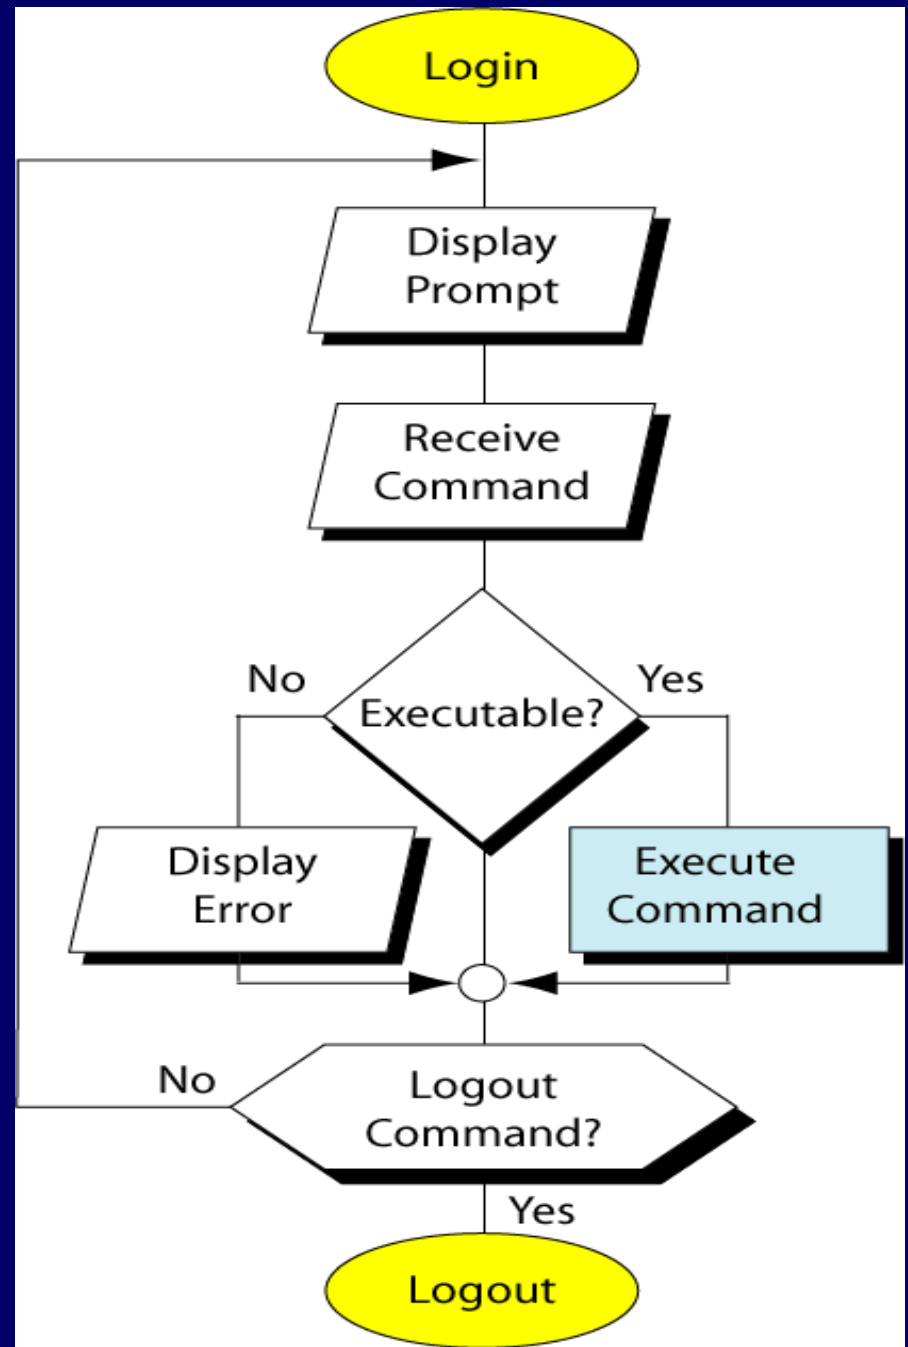 Login
Display
Prompt
Receive
Command
No
Yes
Executable?
Display
Error
Execute
Command
No
Logout
Command?
Yes
Logout